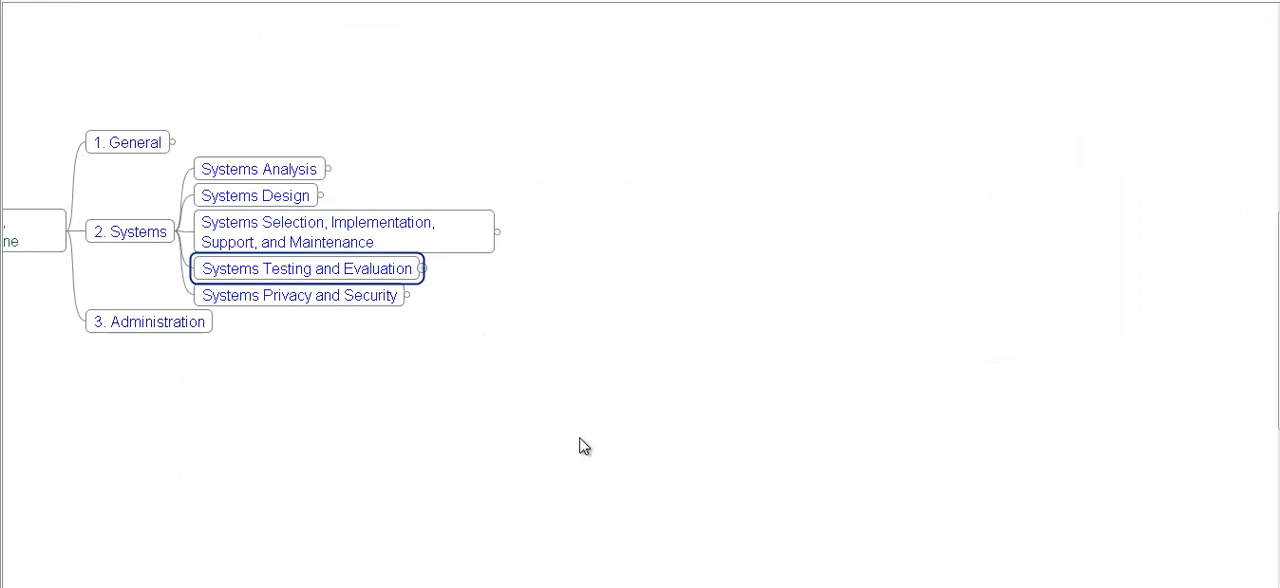 1. General
Systems Analysis
Systems Design
Systems Selection, Implementation,
Support, and Maintenance
2. Systems
ne
Systems Testing and Evaluation
Systems Privacy and Security
3. Administration